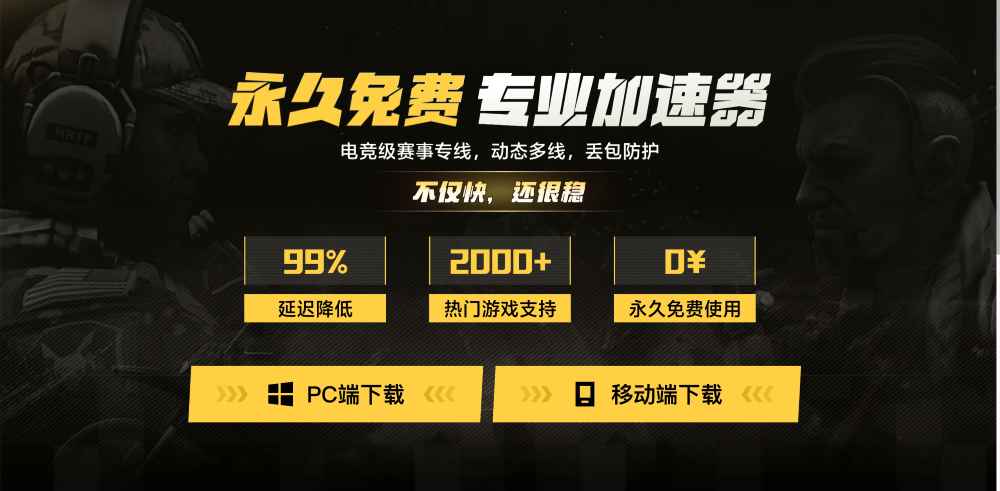 永久免费 专业加速器
电竞级赛事专线，动态多线，丢包防护
不仅快，还很稳
99% 2000+ 0¥
延迟降低 热门游戏支持 永久免费使用
PC端下载 移动端下载